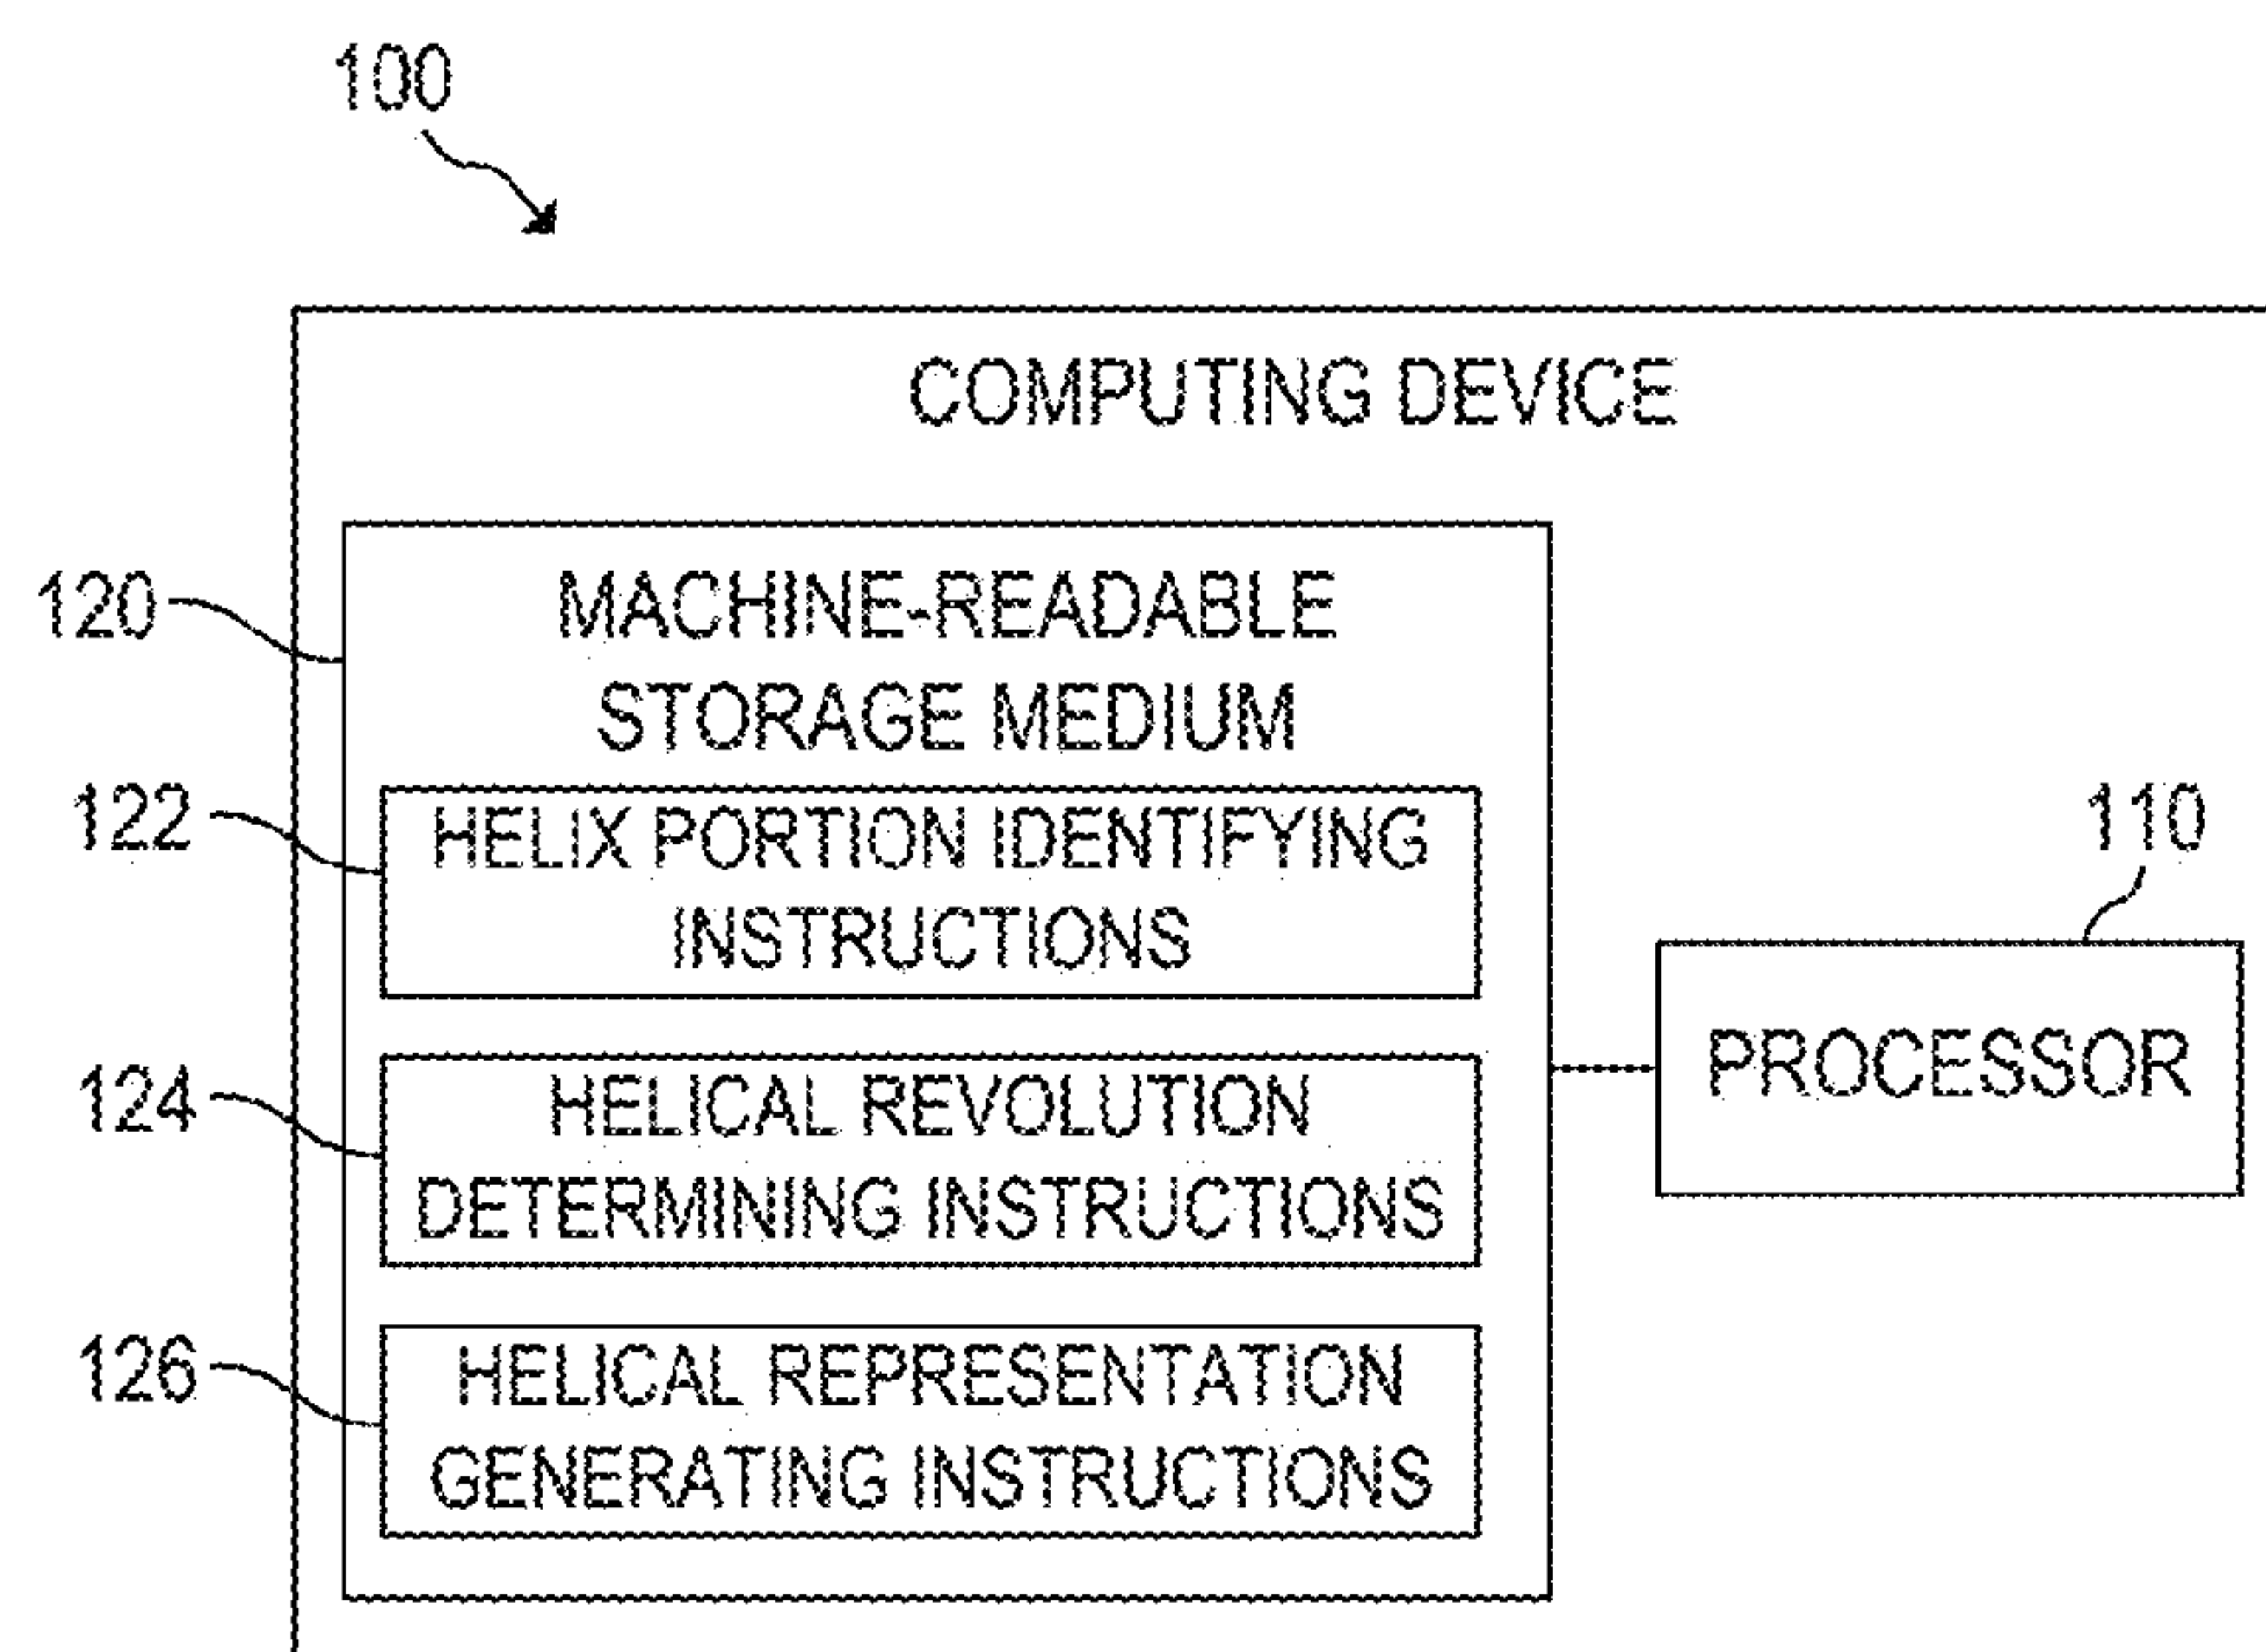 100
COMPUTING DEVICE
120
MACHINE-READABLE
STORAGE MEDIUM
122
HELIX PORTION IDENTIFYING
INSTRUCTIONS
110
PROCESSOR
124
HELICAL REVOLUTION
DETERMINING INSTRUCTIONS
126
HELICAL REPRESENTATION
GENERATING INSTRUCTIONS